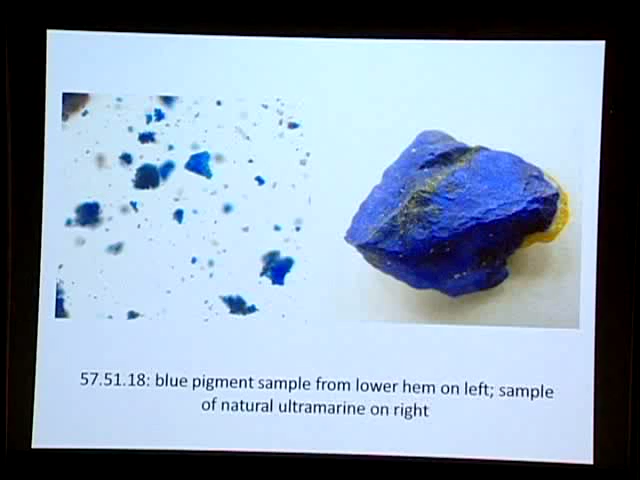 57.51.18: blue pigment sample from lower hem on left; sample
of natural ultramarine on right